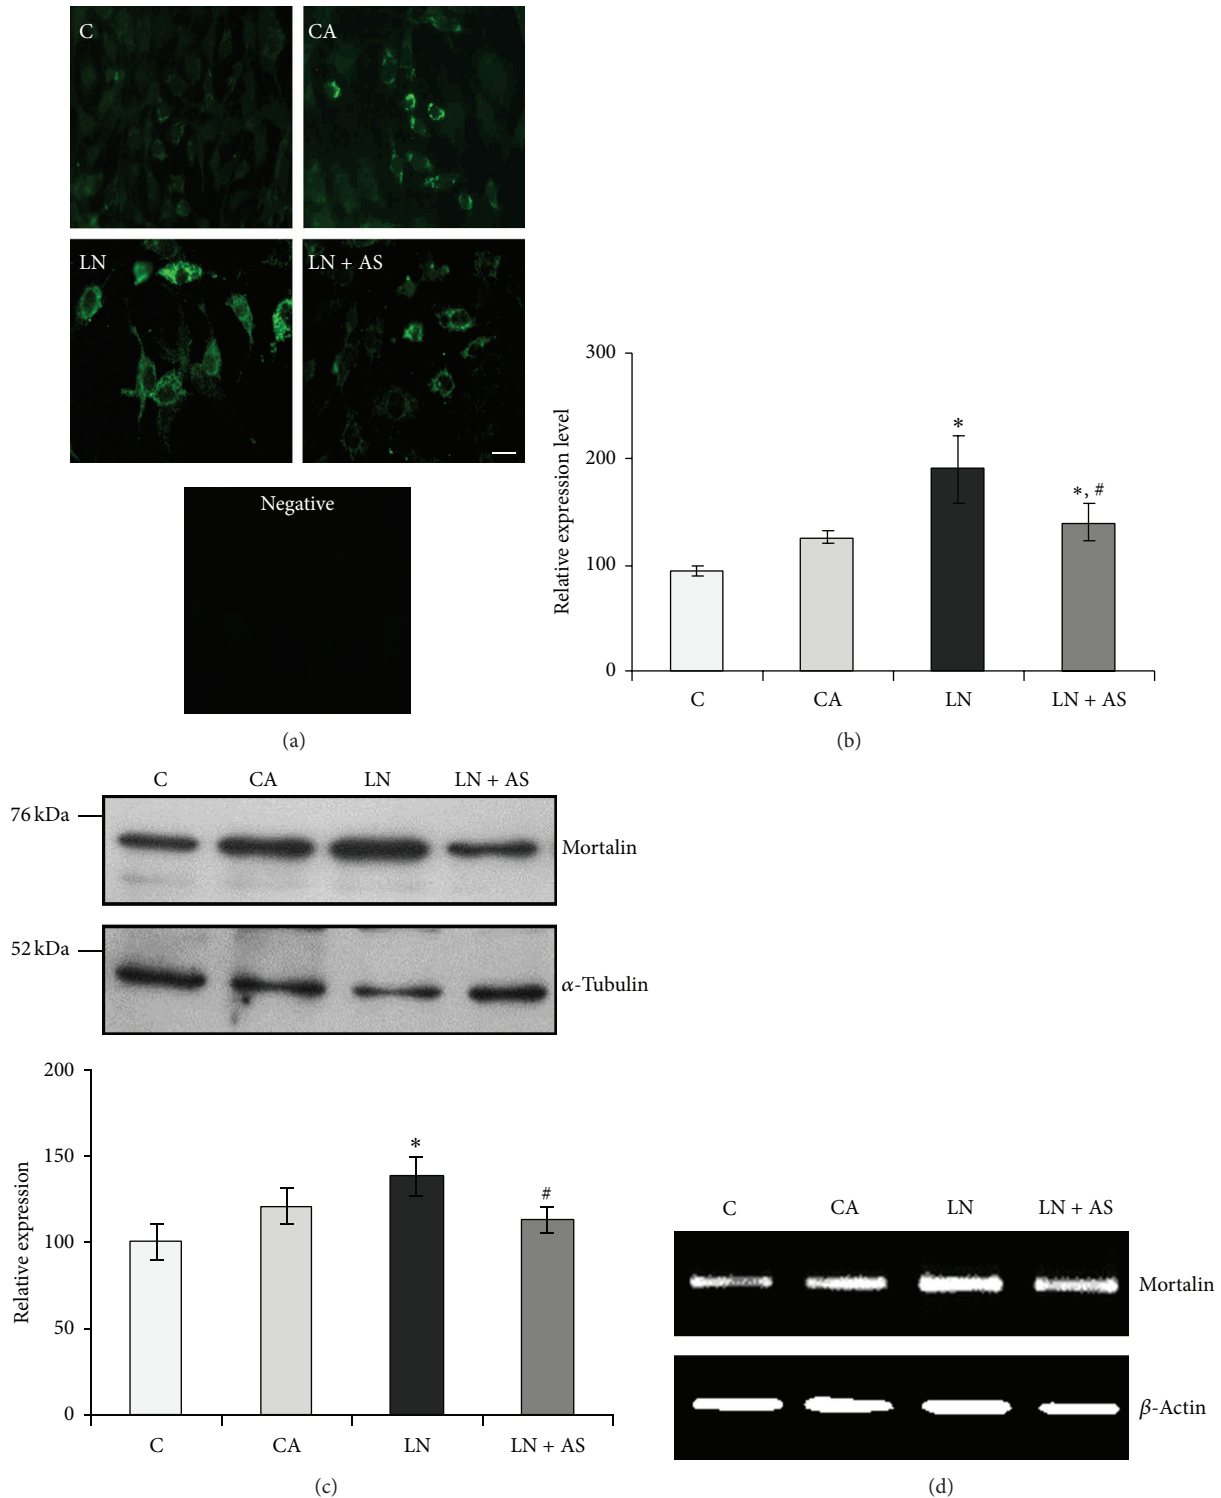 C
CA
LN
LN + AS
Negative
(a)
300
200
100
0
Relative expression level
*
*, #
C
CA
LN
LN + AS
(b)
C
CA
LN
LN + AS
76 kDa
Mortalin
52 kDa
α-Tubulin
200
150
100
50
0
Relative expression
*
#
C
CA
LN
LN + AS
(c)
C
CA
LN
LN + AS
Mortalin
β-Actin
(d)